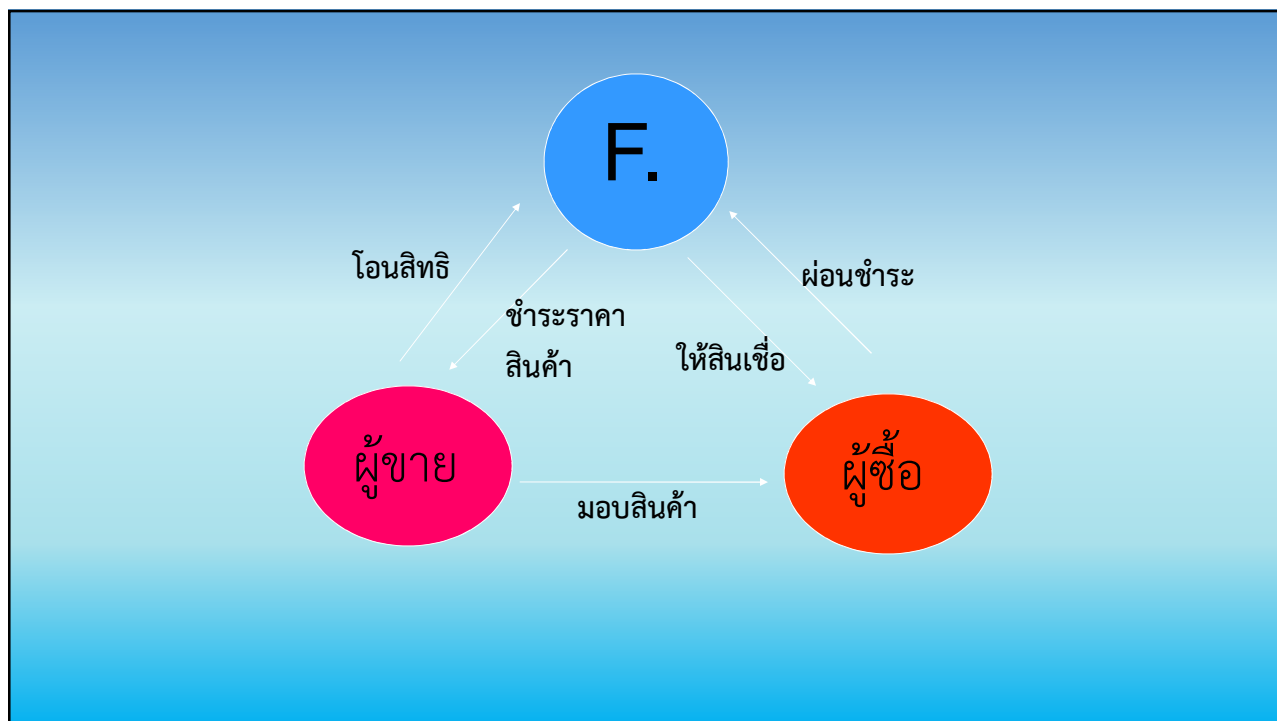 F.
โอนสิทธิ
ผ่อนชำระ
ชำระราคา
สินค้า
ให้สินเชื่อ
ผู้ขาย
ผู้ซื้อ
มอบสินค้า